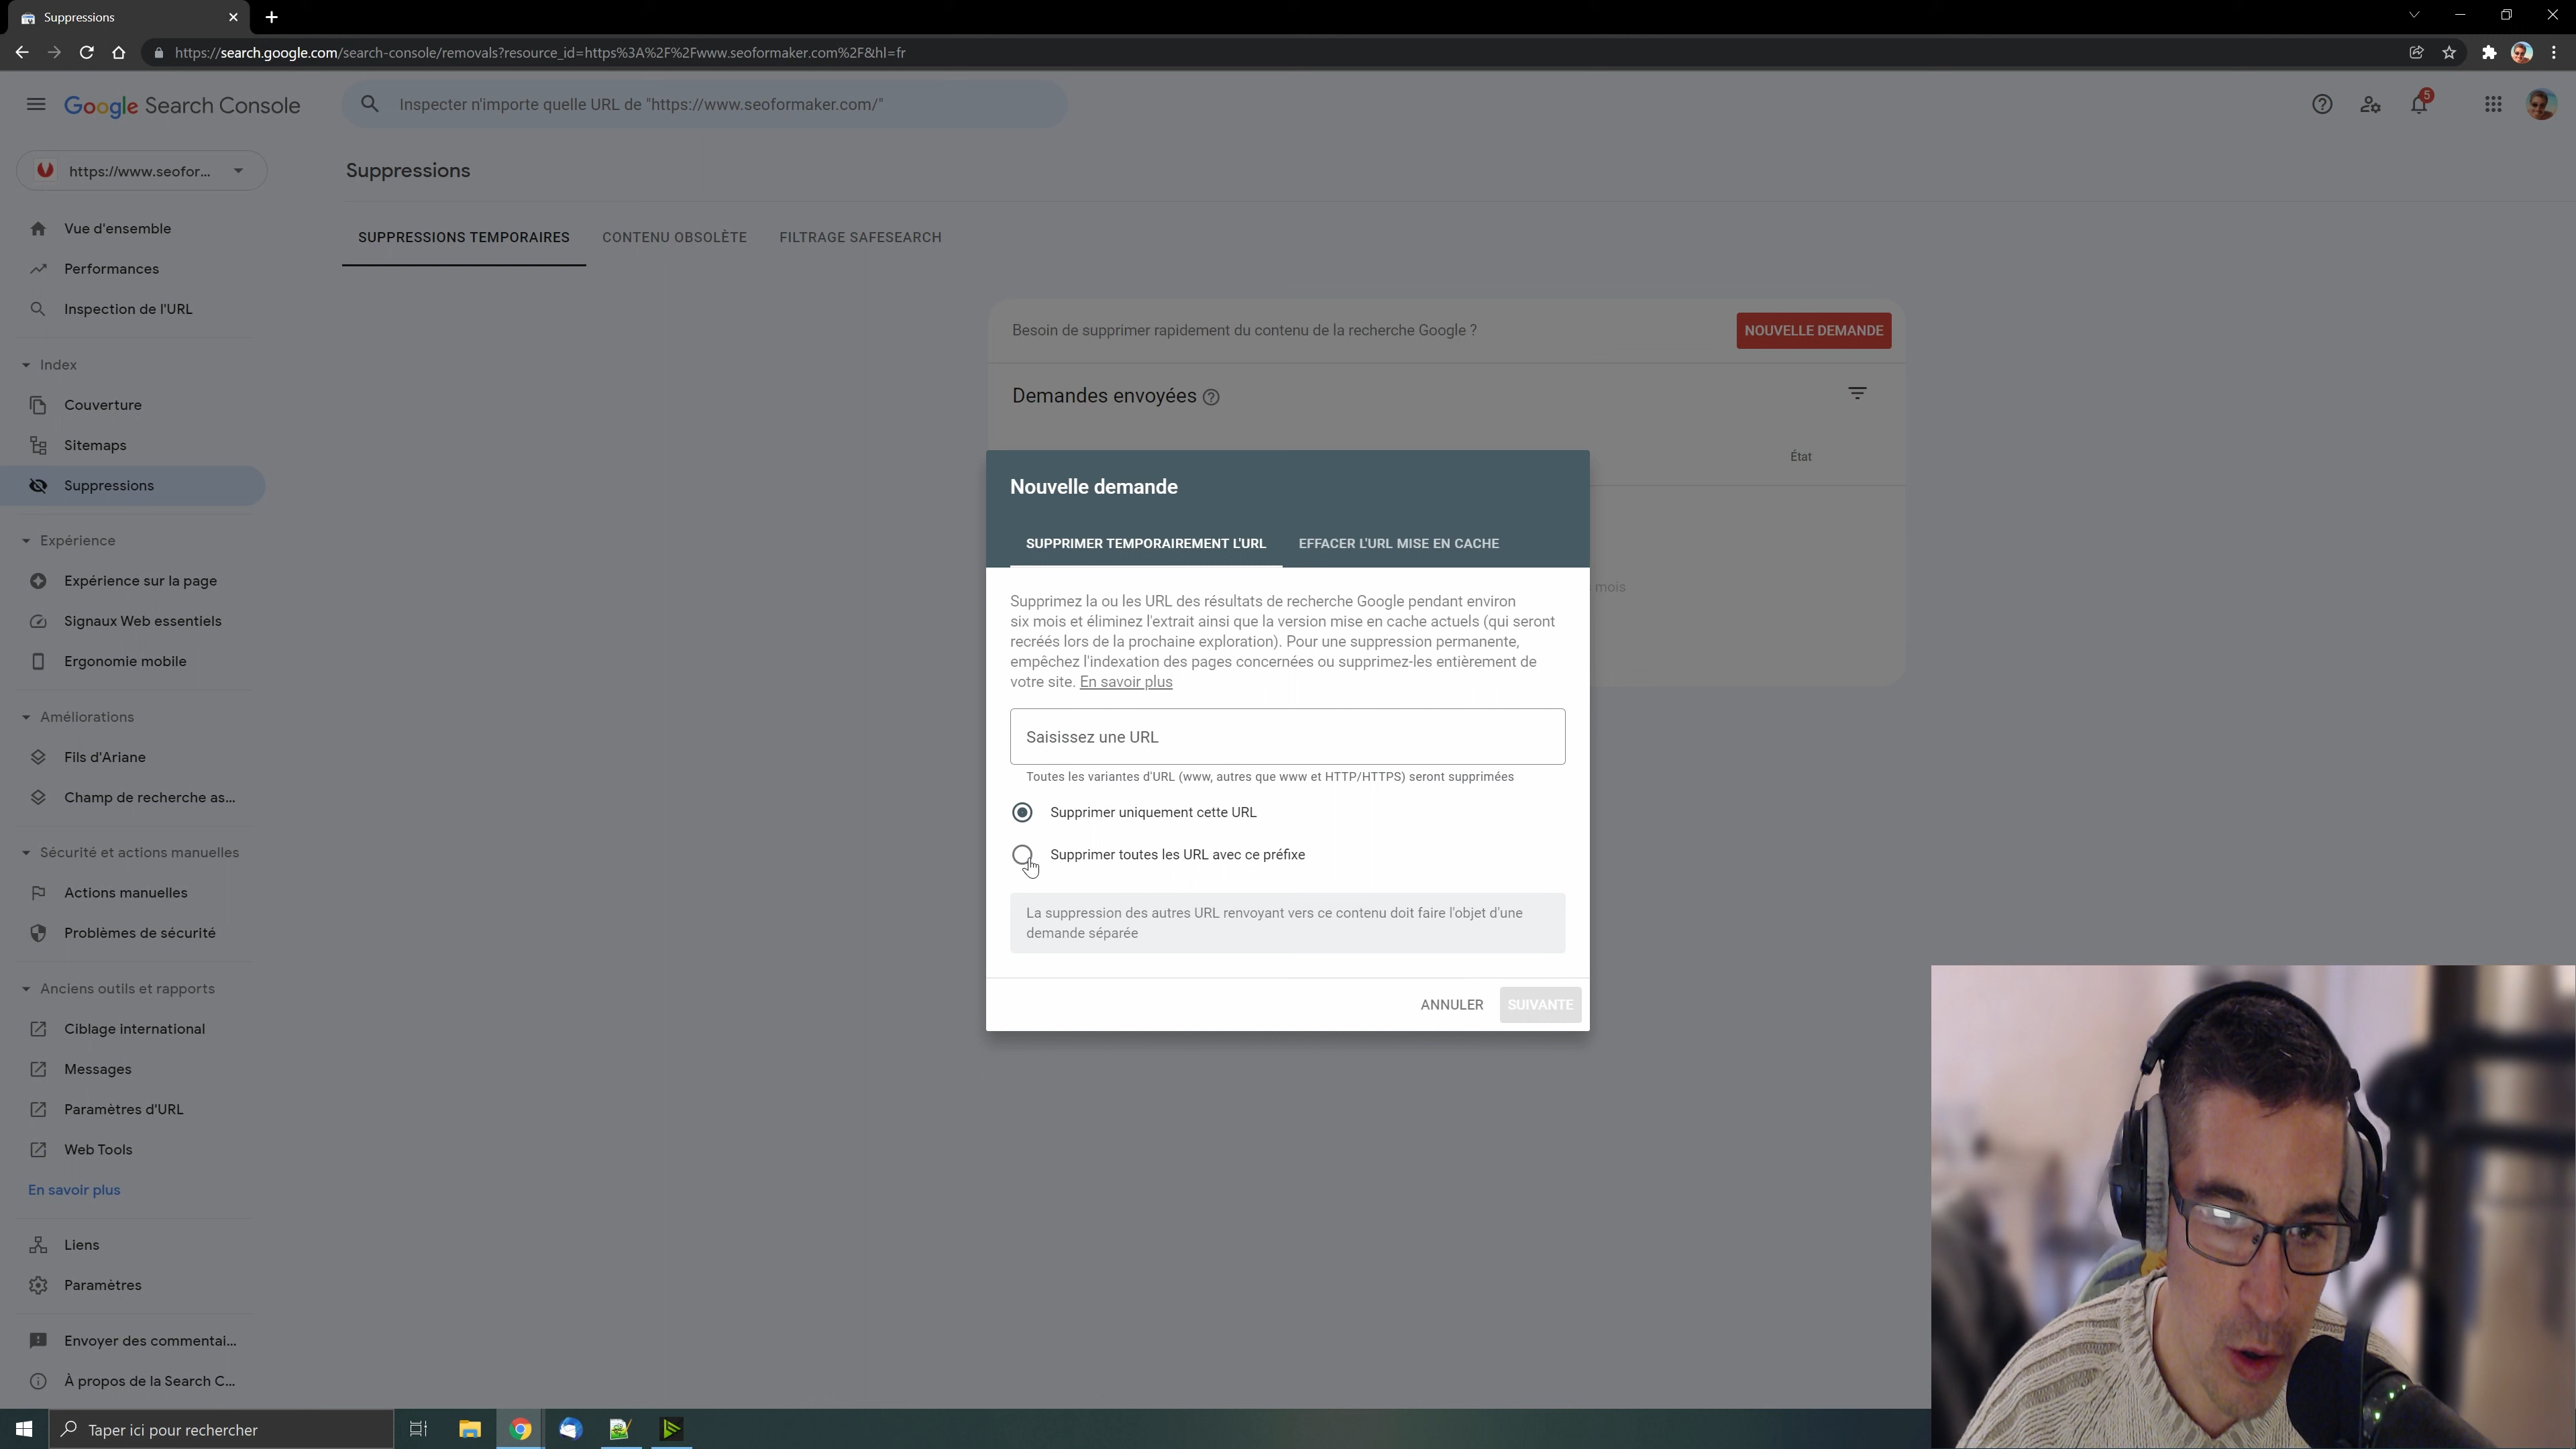 Suppressions
https://search.google.com/search-console/removals?resource_id=https%3A%2F%2Fwww.seoformaker.com%2F&hl=fr
Google Search Console
Inspecter n'importe quelle URL de "https://www.seoformaker.com/"
5
https://www.seofor...
Suppressions
Vue d'ensemble
Performances
Inspection de l'URL
Index
Couverture
Sitemaps
Suppressions
Expérience
Expérience sur la page
Signaux Web essentiels
Ergonomie mobile
Améliorations
Fils d'Ariane
Champ de recherche as...
Sécurité et actions manuelles
Actions manuelles
Problèmes de sécurité
Anciens outils et rapports
Ciblage international
Messages
Paramètres d'URL
Web Tools
En savoir plus
Liens
Paramètres
Envoyer des commentai...
À propos de la Search C...
SUPPRESSIONS TEMPORAIRES CONTENU OBSOLÈTE FILTRAGE SAFESEARCH
Besoin de supprimer rapidement du contenu de la recherche Google ?
NOUVELLE DEMANDE
Demandes envoyées
État
mois
Nouvelle demande
SUPPRIMER TEMPORAIREMENT L'URL EFFACER L'URL MISE EN CACHE
Supprimez la ou les URL des résultats de recherche Google pendant environ
six mois et éliminez l'extrait ainsi que la version mise en cache actuels (qui seront
recréés lors de la prochaine exploration). Pour une suppression permanente,
empêchez l'indexation des pages concernées ou supprimez-les entièrement de
votre site. En savoir plus
Saisissez une URL
Toutes les variantes d'URL (www, autres que www et HTTP/HTTPS) seront supprimées
Supprimer uniquement cette URL
Supprimer toutes les URL avec ce préfixe
La suppression des autres URL renvoyant vers ce contenu doit faire l'objet d'une
demande séparée
ANNULER SUIVANTE
Taper ici pour rechercher